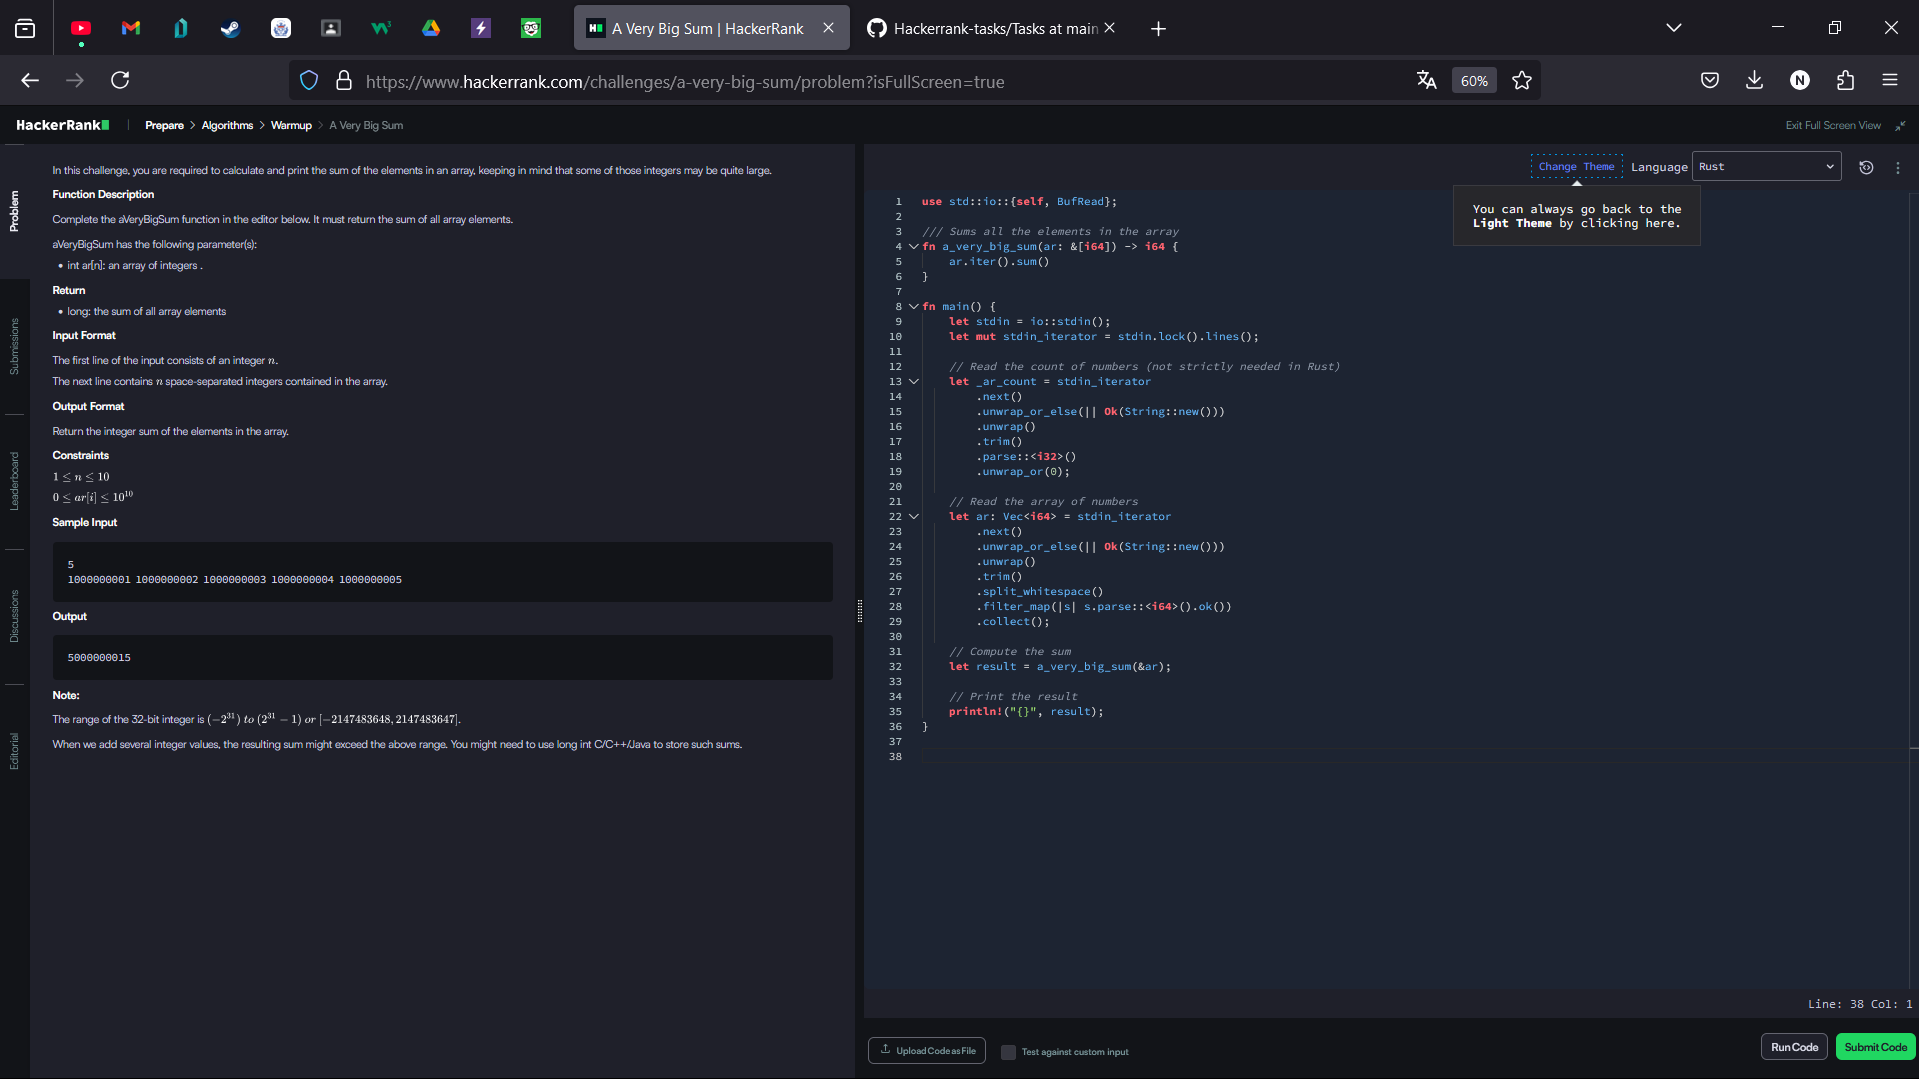 A Very Big Sum | HackerRank
Hackerrank-tasks/Tasks at main
https://www.hackerrank.com/challenges/a-very-big-sum/problem?isFullScreen=true
60%
N
HackerRank
Prepare > Algorithms > Warmup > A Very Big Sum
Exit Full Screen View
Problem
Submissions
Leaderboard
Discussions
Editorial
In this challenge, you are required to calculate and print the sum of the elements in an array, keeping in mind that some of those integers may be quite large.
Function Description
Complete the aVeryBigSum function in the editor below. It must return the sum of all array elements.
aVeryBigSum has the following parameter(s):
• int ar[n]: an array of integers .
Return
• long: the sum of all array elements
Input Format
The first line of the input consists of an integer n.
The next line contains n space-separated integers contained in the array.
Output Format
Return the integer sum of the elements in the array.
Constraints
1 ≤ n ≤ 10
0 ≤ ar[i] ≤ 10¹⁰
Sample Input
5
1000000001 1000000002 1000000003 1000000004 1000000005
Output
5000000015
Note:
The range of the 32-bit integer is (−2³¹) to (2³¹ − 1) or [−2147483648, 2147483647].
When we add several integer values, the resulting sum might exceed the above range. You might need to use long int C/C++/Java to store such sums.
Change Theme Language Rust
You can always go back to the
Light Theme by clicking here.
1 use std::io::{self, BufRead};
2
3 /// Sums all the elements in the array
4 fn a_very_big_sum(ar: &[i64]) -> i64 {
5     ar.iter().sum()
6 }
7
8 fn main() {
9     let stdin = io::stdin();
10     let mut stdin_iterator = stdin.lock().lines();
11
12     // Read the count of numbers (not strictly needed in Rust)
13     let _ar_count = stdin_iterator
14         .next()
15         .unwrap_or_else(|| Ok(String::new()))
16         .unwrap()
17         .trim()
18         .parse::<i32>()
19         .unwrap_or(0);
20
21     // Read the array of numbers
22     let ar: Vec<i64> = stdin_iterator
23         .next()
24         .unwrap_or_else(|| Ok(String::new()))
25         .unwrap()
26         .trim()
27         .split_whitespace()
28         .filter_map(|s| s.parse::<i64>().ok())
29         .collect();
30
31     // Compute the sum
32     let result = a_very_big_sum(&ar);
33
34     // Print the result
35     println!("{}", result);
36 }
37
38
Line: 38 Col: 1
Upload Code as File
Test against custom input
Run Code
Submit Code